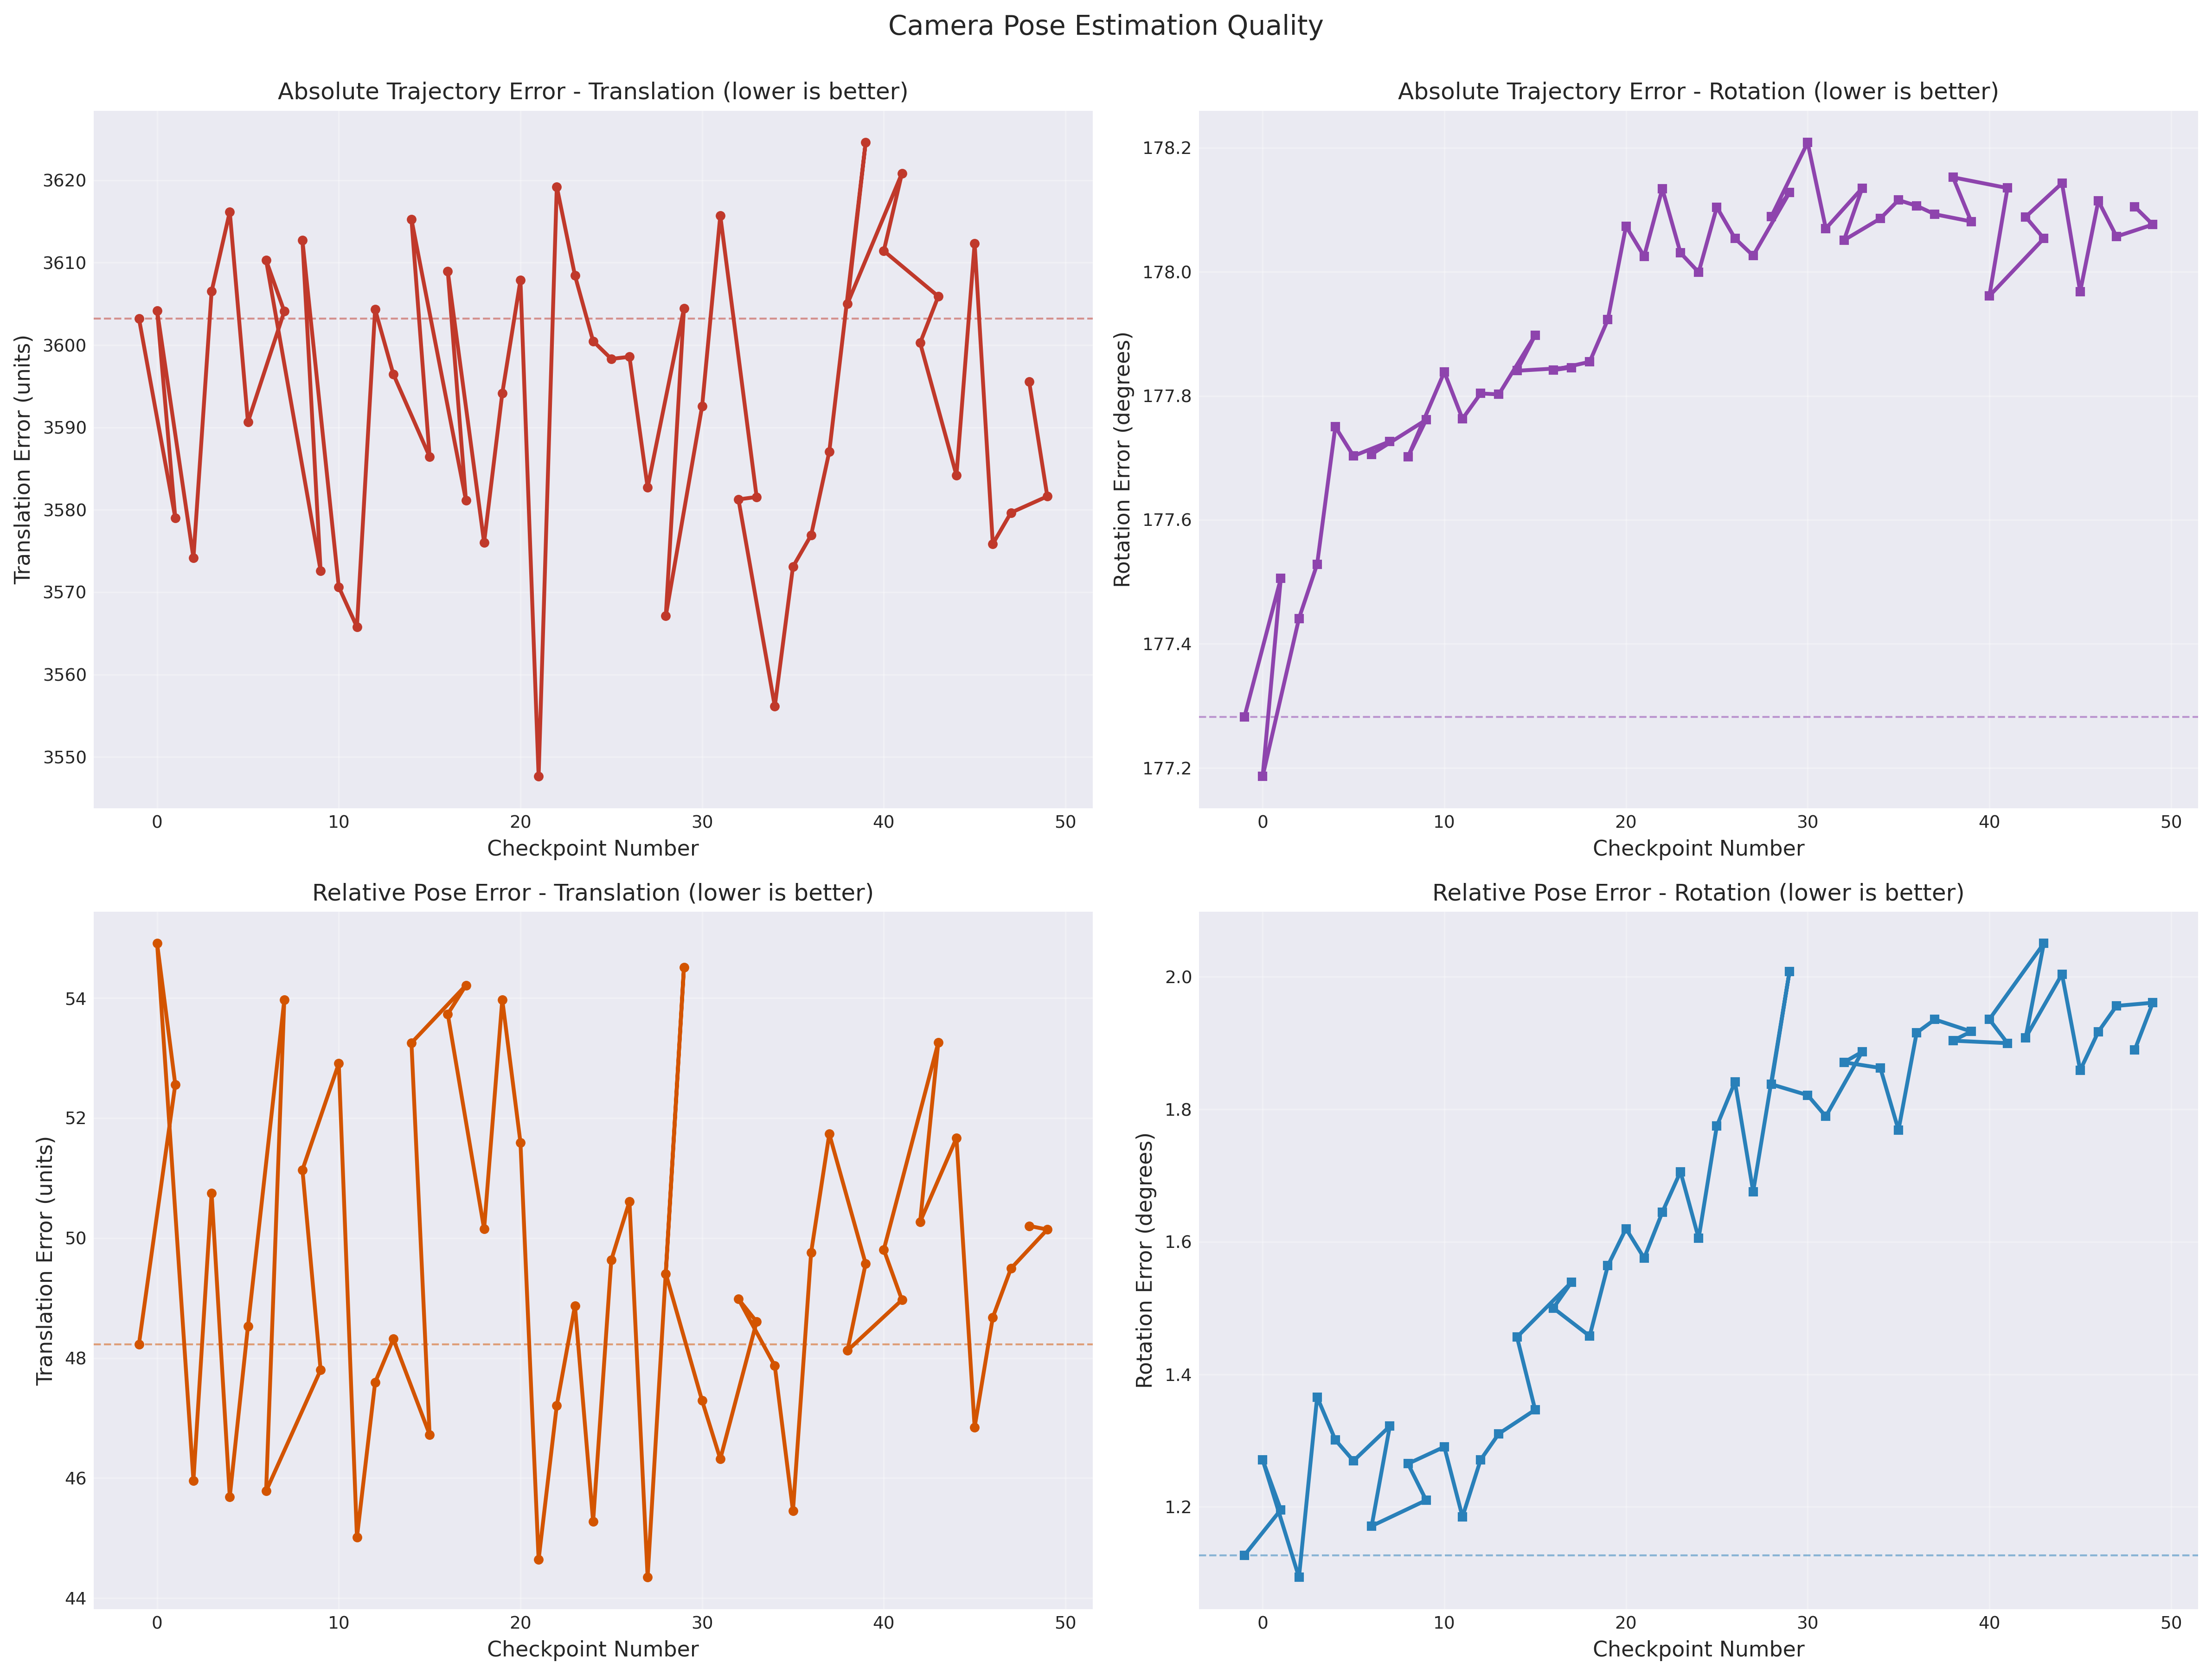 Camera Pose Estimation Quality
Absolute Trajectory Error - Translation (lower is better)
Translation Error (units)
3620
3610
3600
3590
3580
3570
3560
3550
0 10 20 30 40 50
Checkpoint Number
Absolute Trajectory Error - Rotation (lower is better)
Rotation Error (degrees)
178.2
178.0
177.8
177.6
177.4
177.2
0 10 20 30 40 50
Checkpoint Number
Relative Pose Error - Translation (lower is better)
Translation Error (units)
54
52
50
48
46
44
0 10 20 30 40 50
Checkpoint Number
Relative Pose Error - Rotation (lower is better)
Rotation Error (degrees)
2.0
1.8
1.6
1.4
1.2
0 10 20 30 40 50
Checkpoint Number